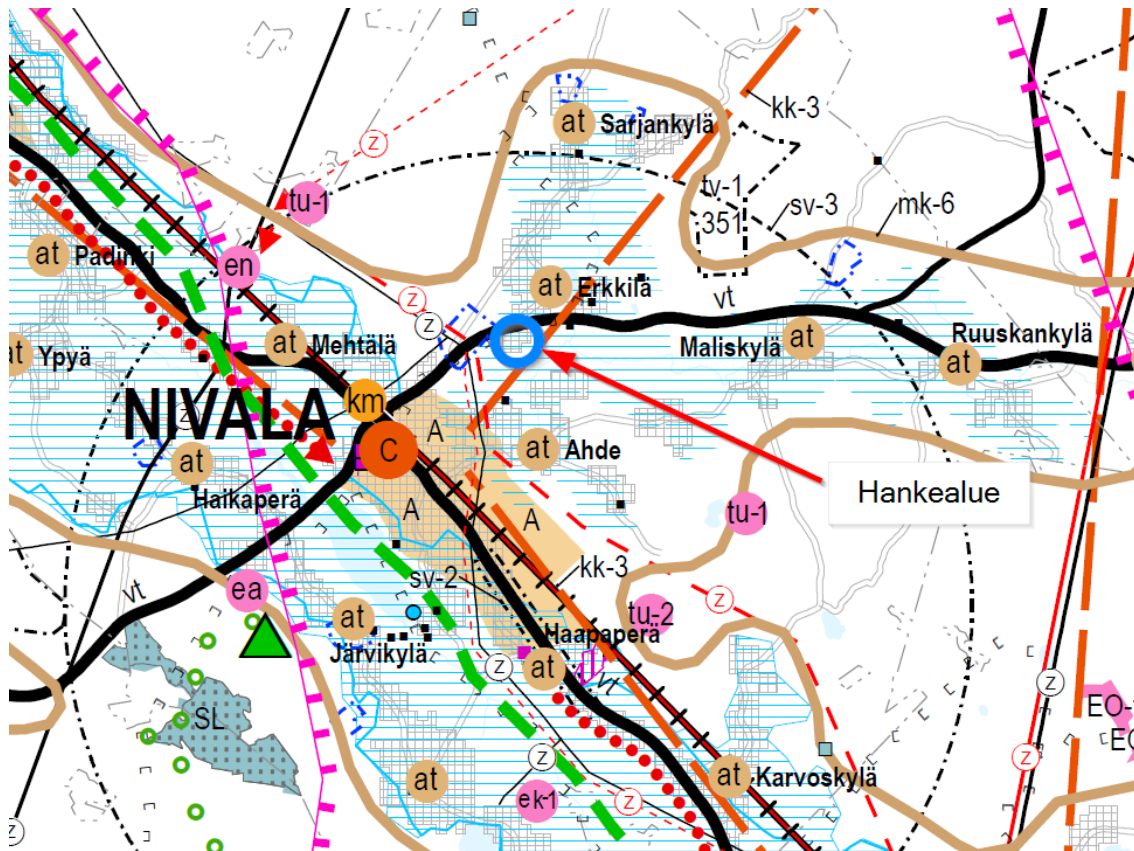 kk-3
at Sarjankylä
z
tv-1
351
sv-3
mk-6
tu-1
at Padinki
en
at Erkkilä
z
z
vt
at Mehtälä
at Ypyä
Maliskylä at
Ruuskankylä
at
NIVALA
km
A
z
C
at Ahde
at
Haikaperä
Hankealue
A
A
tu-1
vt
kk-3
sv-2
ea
z
tu-2
at
Järvikylä
Haapaperä
at
vt
z
z
SL
EO-
EO
z
at
ek-1
z
z
at Karvoskylä
z